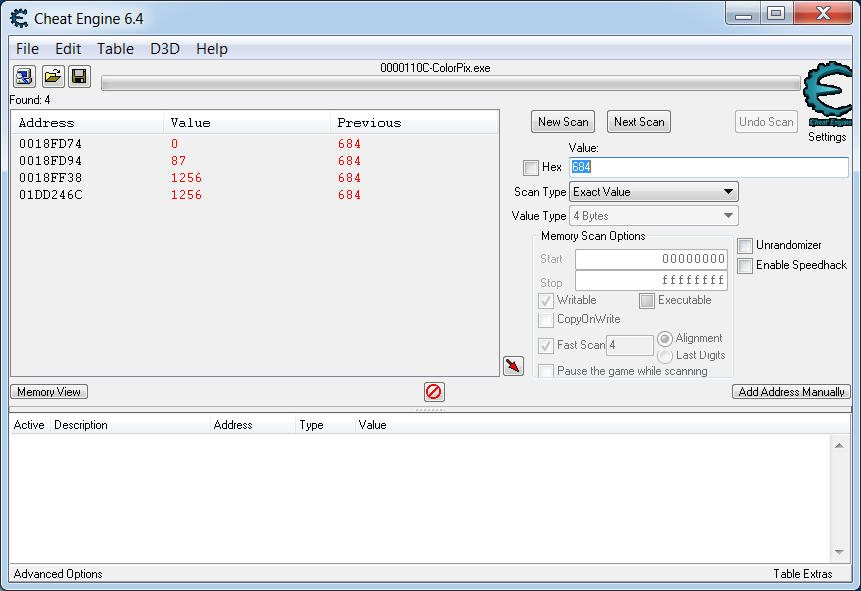 Cheat Engine 6.4
File Edit Table D3D Help
0000110C-ColorPix.exe
Found: 4
Address Value Previous
0018FD74 0 684
0018FD94 87 684
0018FF38 1256 684
01DD246C 1256 684
New Scan Next Scan Undo Scan
Cheat Engine
Settings
Value:
Hex 684
Scan Type Exact Value
Value Type 4 Bytes
Memory Scan Options
Start 00000000
Stop ffffffff
Writable Executable
CopyOnWrite
Fast Scan 4 Alignment
Last Digits
Pause the game while scanning
Unrandomizer
Enable Speedhack
Memory View Add Address Manually
Active Description Address Type Value
Advanced Options Table Extras